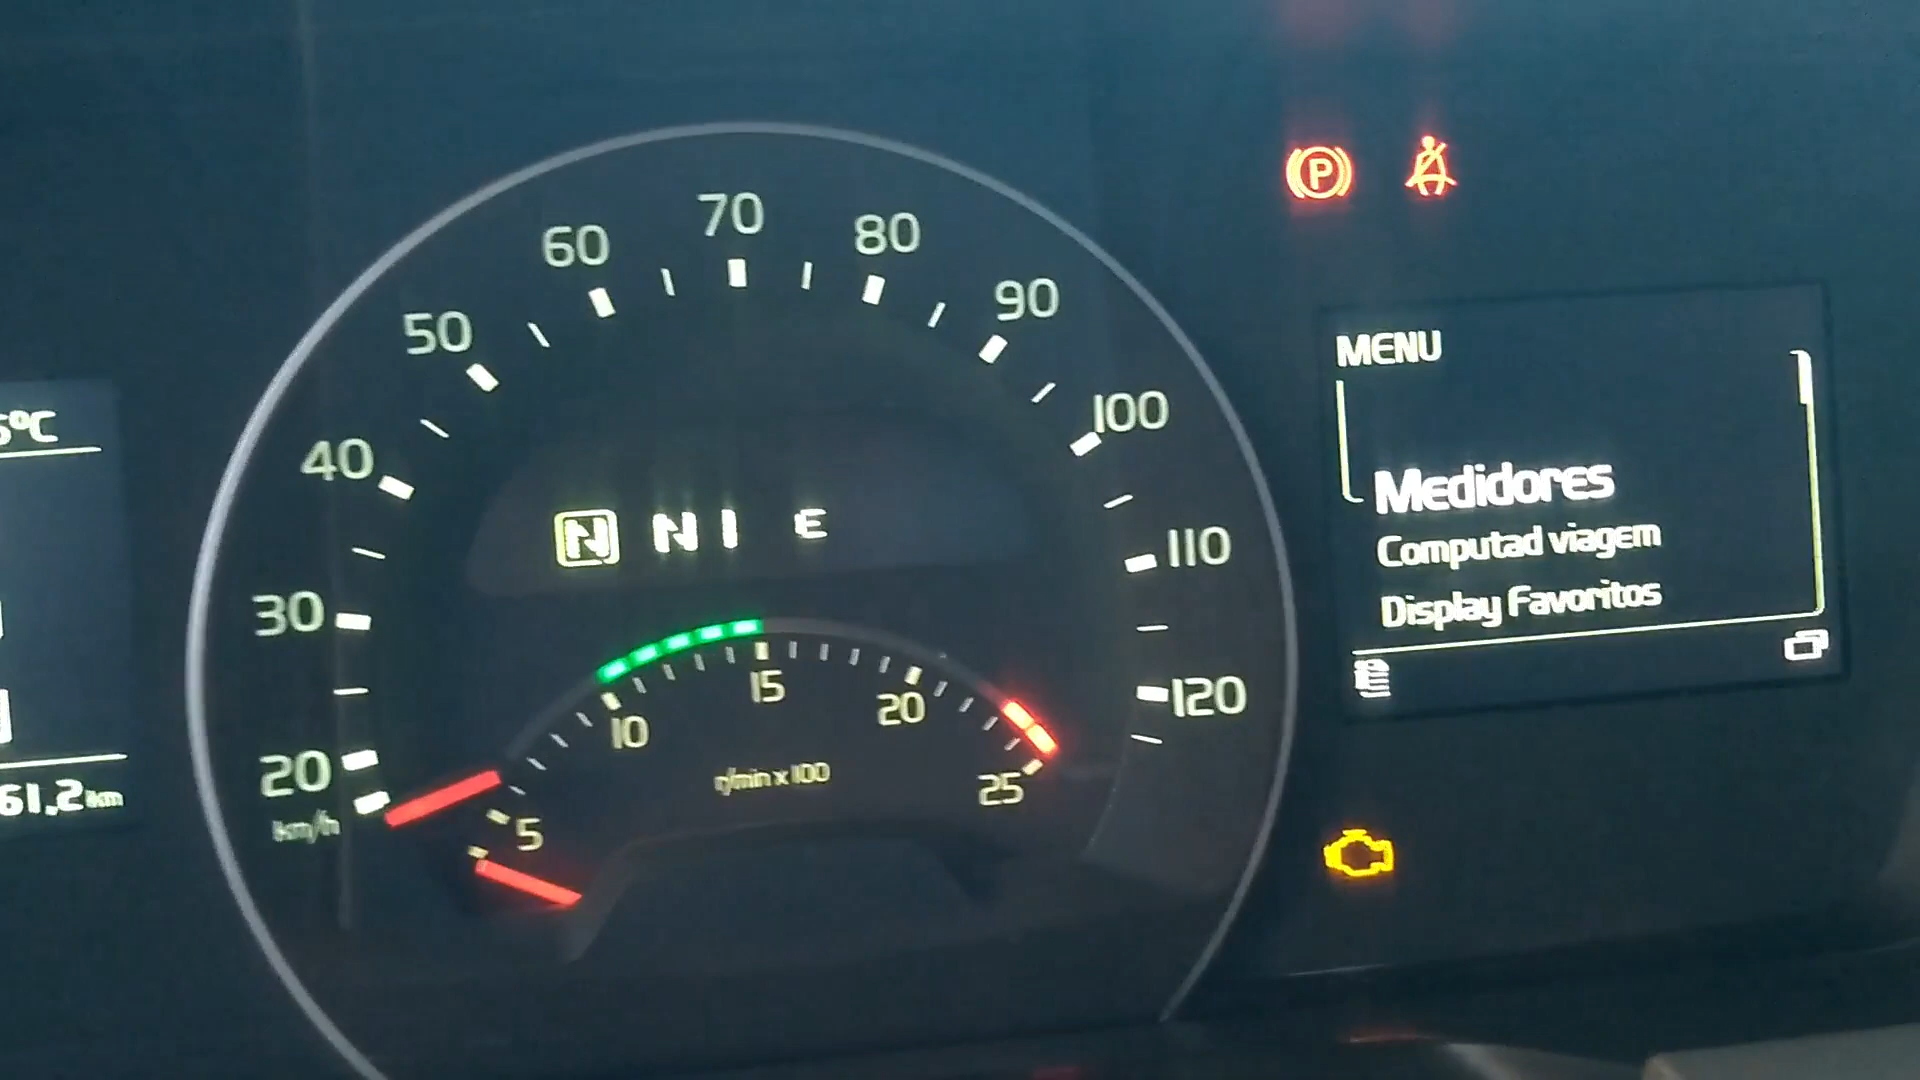 5°C
61,2 km
20
30
40
50
60
70
80
90
100
110
120
km/h
N N I E
5
10
15
20
25
r/min x 100
P
MENU
Medidores
Computad viagem
Display Favoritos